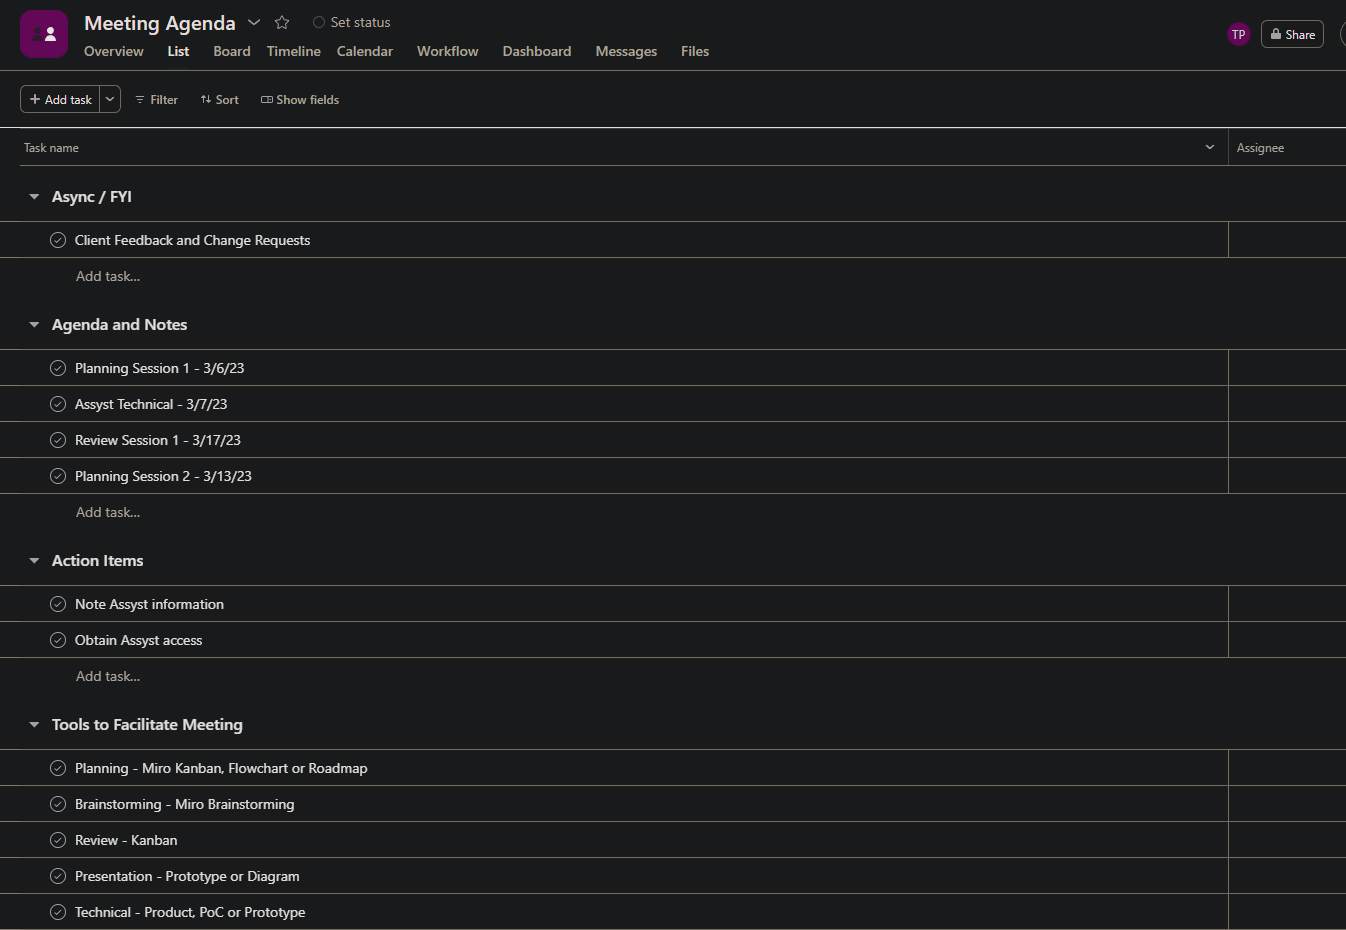 Meeting Agenda Set status
Overview List Board Timeline Calendar Workflow Dashboard Messages Files
TP Share
+ Add task Filter Sort Show fields
Task name Assignee
Async / FYI
Client Feedback and Change Requests
Add task...
Agenda and Notes
Planning Session 1 - 3/6/23
Assyst Technical - 3/7/23
Review Session 1 - 3/17/23
Planning Session 2 - 3/13/23
Add task...
Action Items
Note Assyst information
Obtain Assyst access
Add task...
Tools to Facilitate Meeting
Planning - Miro Kanban, Flowchart or Roadmap
Brainstorming - Miro Brainstorming
Review - Kanban
Presentation - Prototype or Diagram
Technical - Product, PoC or Prototype